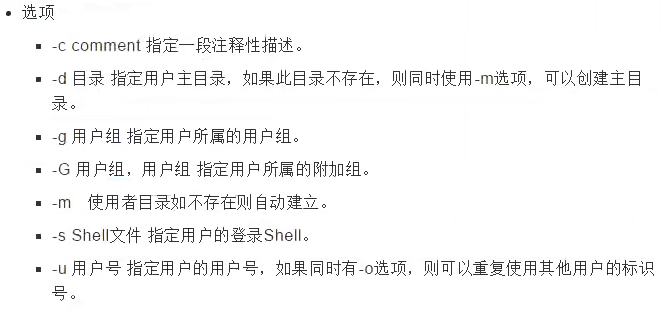 选项
-c comment 指定一段注释性描述。
-d 目录 指定用户主目录，如果此目录不存在，则同时使用-m选项，可以创建主目
录。
-g 用户组 指定用户所属的用户组。
-G 用户组，用户组 指定用户所属的附加组。
-m　使用者目录如不存在则自动建立。
-s Shell文件 指定用户的登录Shell。
-u 用户号 指定用户的用户号，如果同时有-o选项，则可以重复使用其他用户的标识
号。